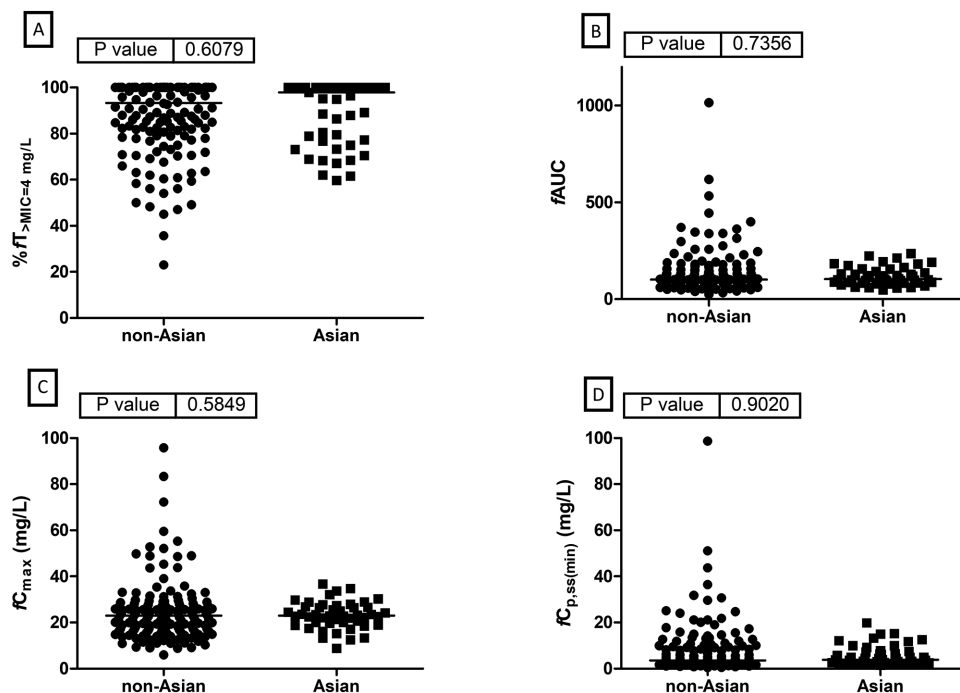 A
P value 0.6079
%fT>MIC=4 mg/L
100
80
60
40
20
0
non-Asian Asian
B
P value 0.7356
fAUC
1000
500
0
non-Asian Asian
C
P value 0.5849
fCmax (mg/L)
100
80
60
40
20
0
non-Asian Asian
D
P value 0.9020
fCp,ss(min) (mg/L)
100
80
60
40
20
0
non-Asian Asian